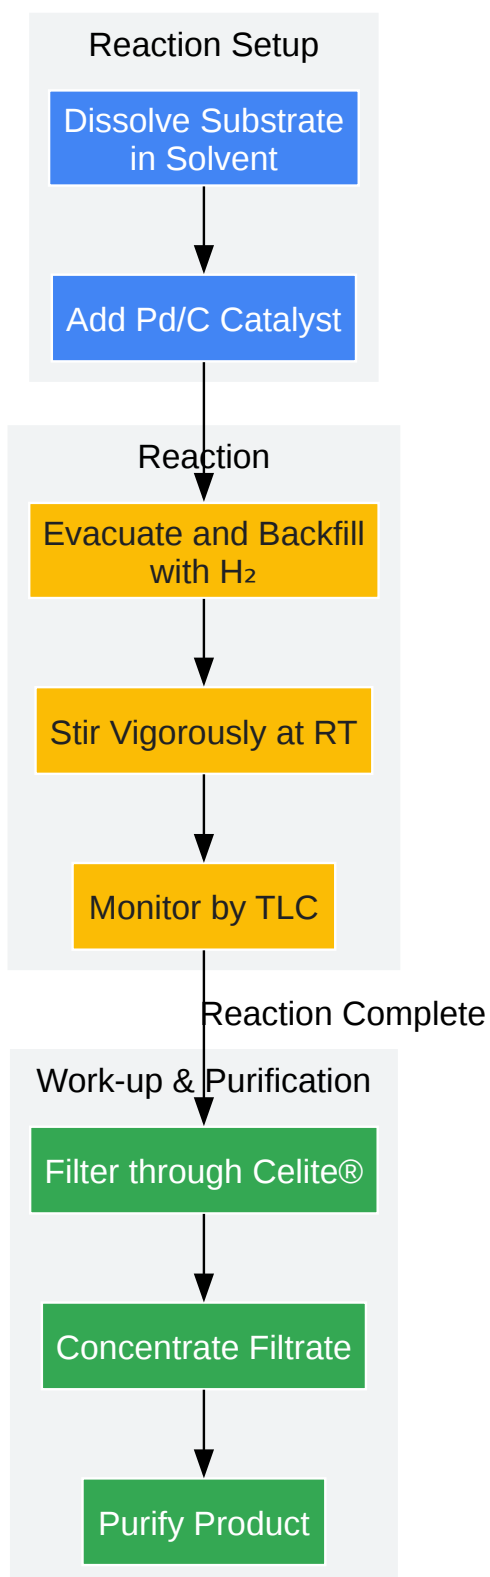 Reaction Setup
Dissolve Substrate
in Solvent
Add Pd/C Catalyst
Reaction
Evacuate and Backfill
with H₂
Stir Vigorously at RT
Monitor by TLC
Reaction Complete
Work-up & Purification
Filter through Celite®
Concentrate Filtrate
Purify Product